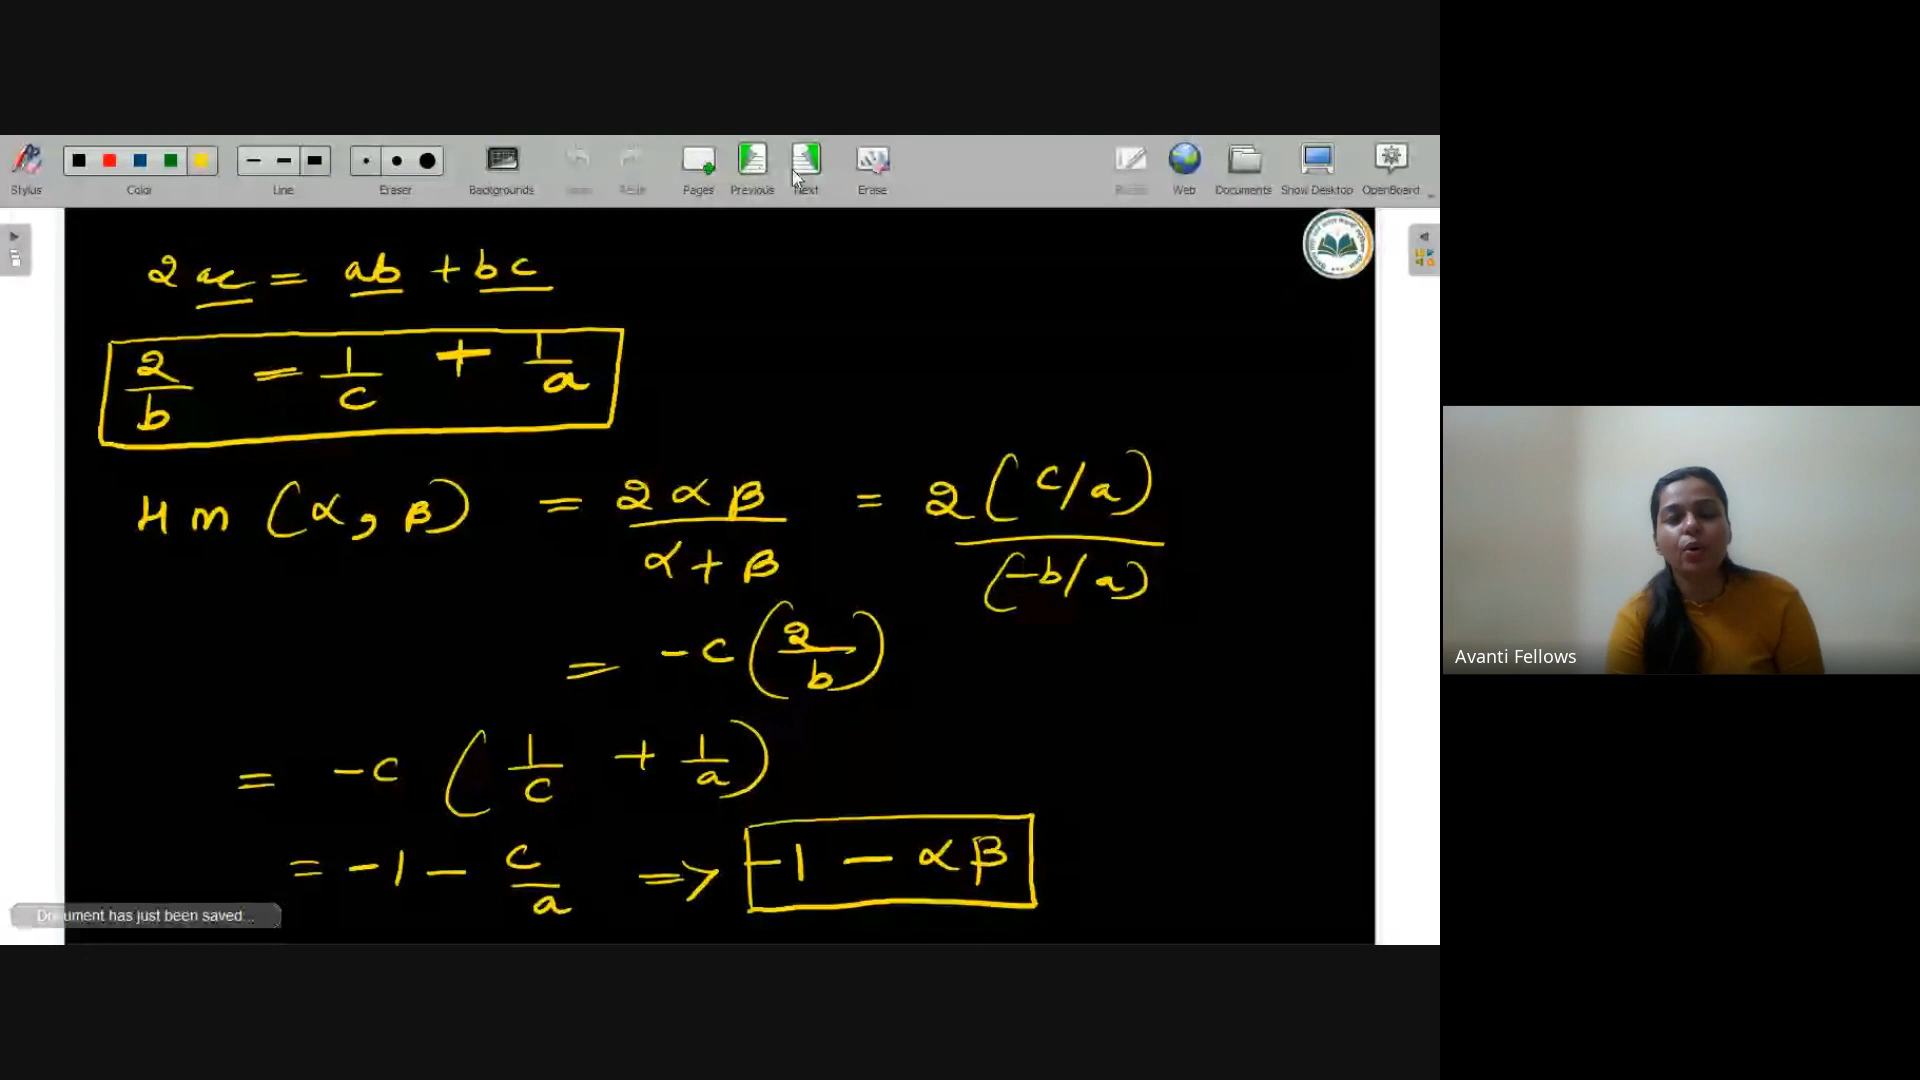 Stylus Color Line Eraser Backgrounds Pages Previous Next Erase Web Documents Show Desktop OpenBoard
2ac = ab + bc
2/b = 1/c + 1/a
Hm (α, β) = 2αβ/α+β = 2(c/a)/(-b/a)
= -c (2/b)
= -c (1/c + 1/a)
= -1 - c/a => -1 - αβ
Document has just been saved...
Avanti Fellows